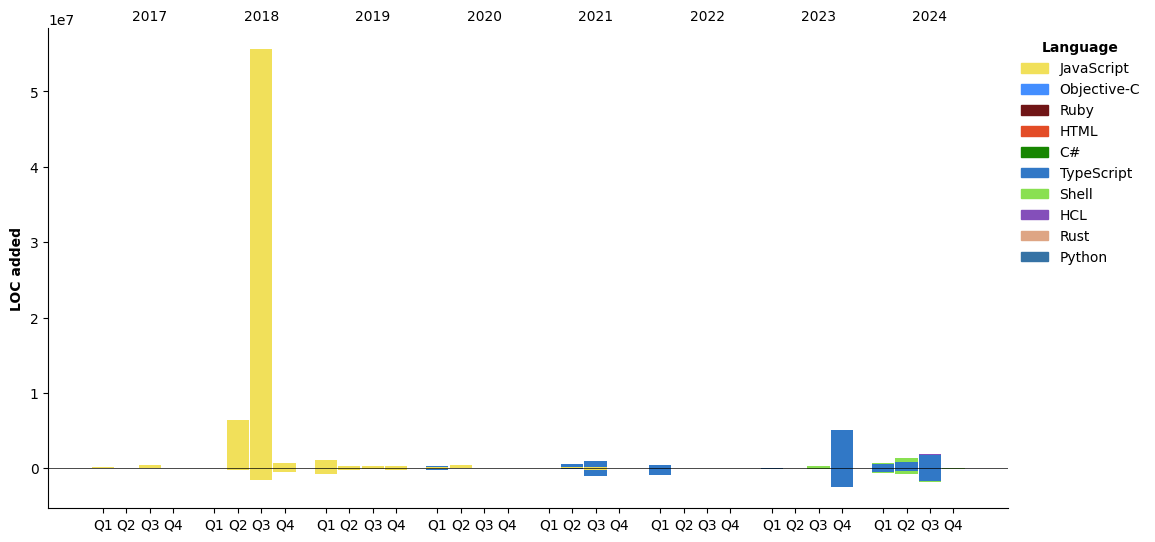 1e7
2017 2018 2019 2020 2021 2022 2023 2024
Language
JavaScript
Objective-C
Ruby
HTML
C#
TypeScript
Shell
HCL
Rust
Python
LOC added
5
4
3
2
1
0
1
2
Q1 Q2 Q3 Q4 Q1 Q2 Q3 Q4 Q1 Q2 Q3 Q4 Q1 Q2 Q3 Q4 Q1 Q2 Q3 Q4 Q1 Q2 Q3 Q4 Q1 Q2 Q3 Q4 Q1 Q2 Q3 Q4